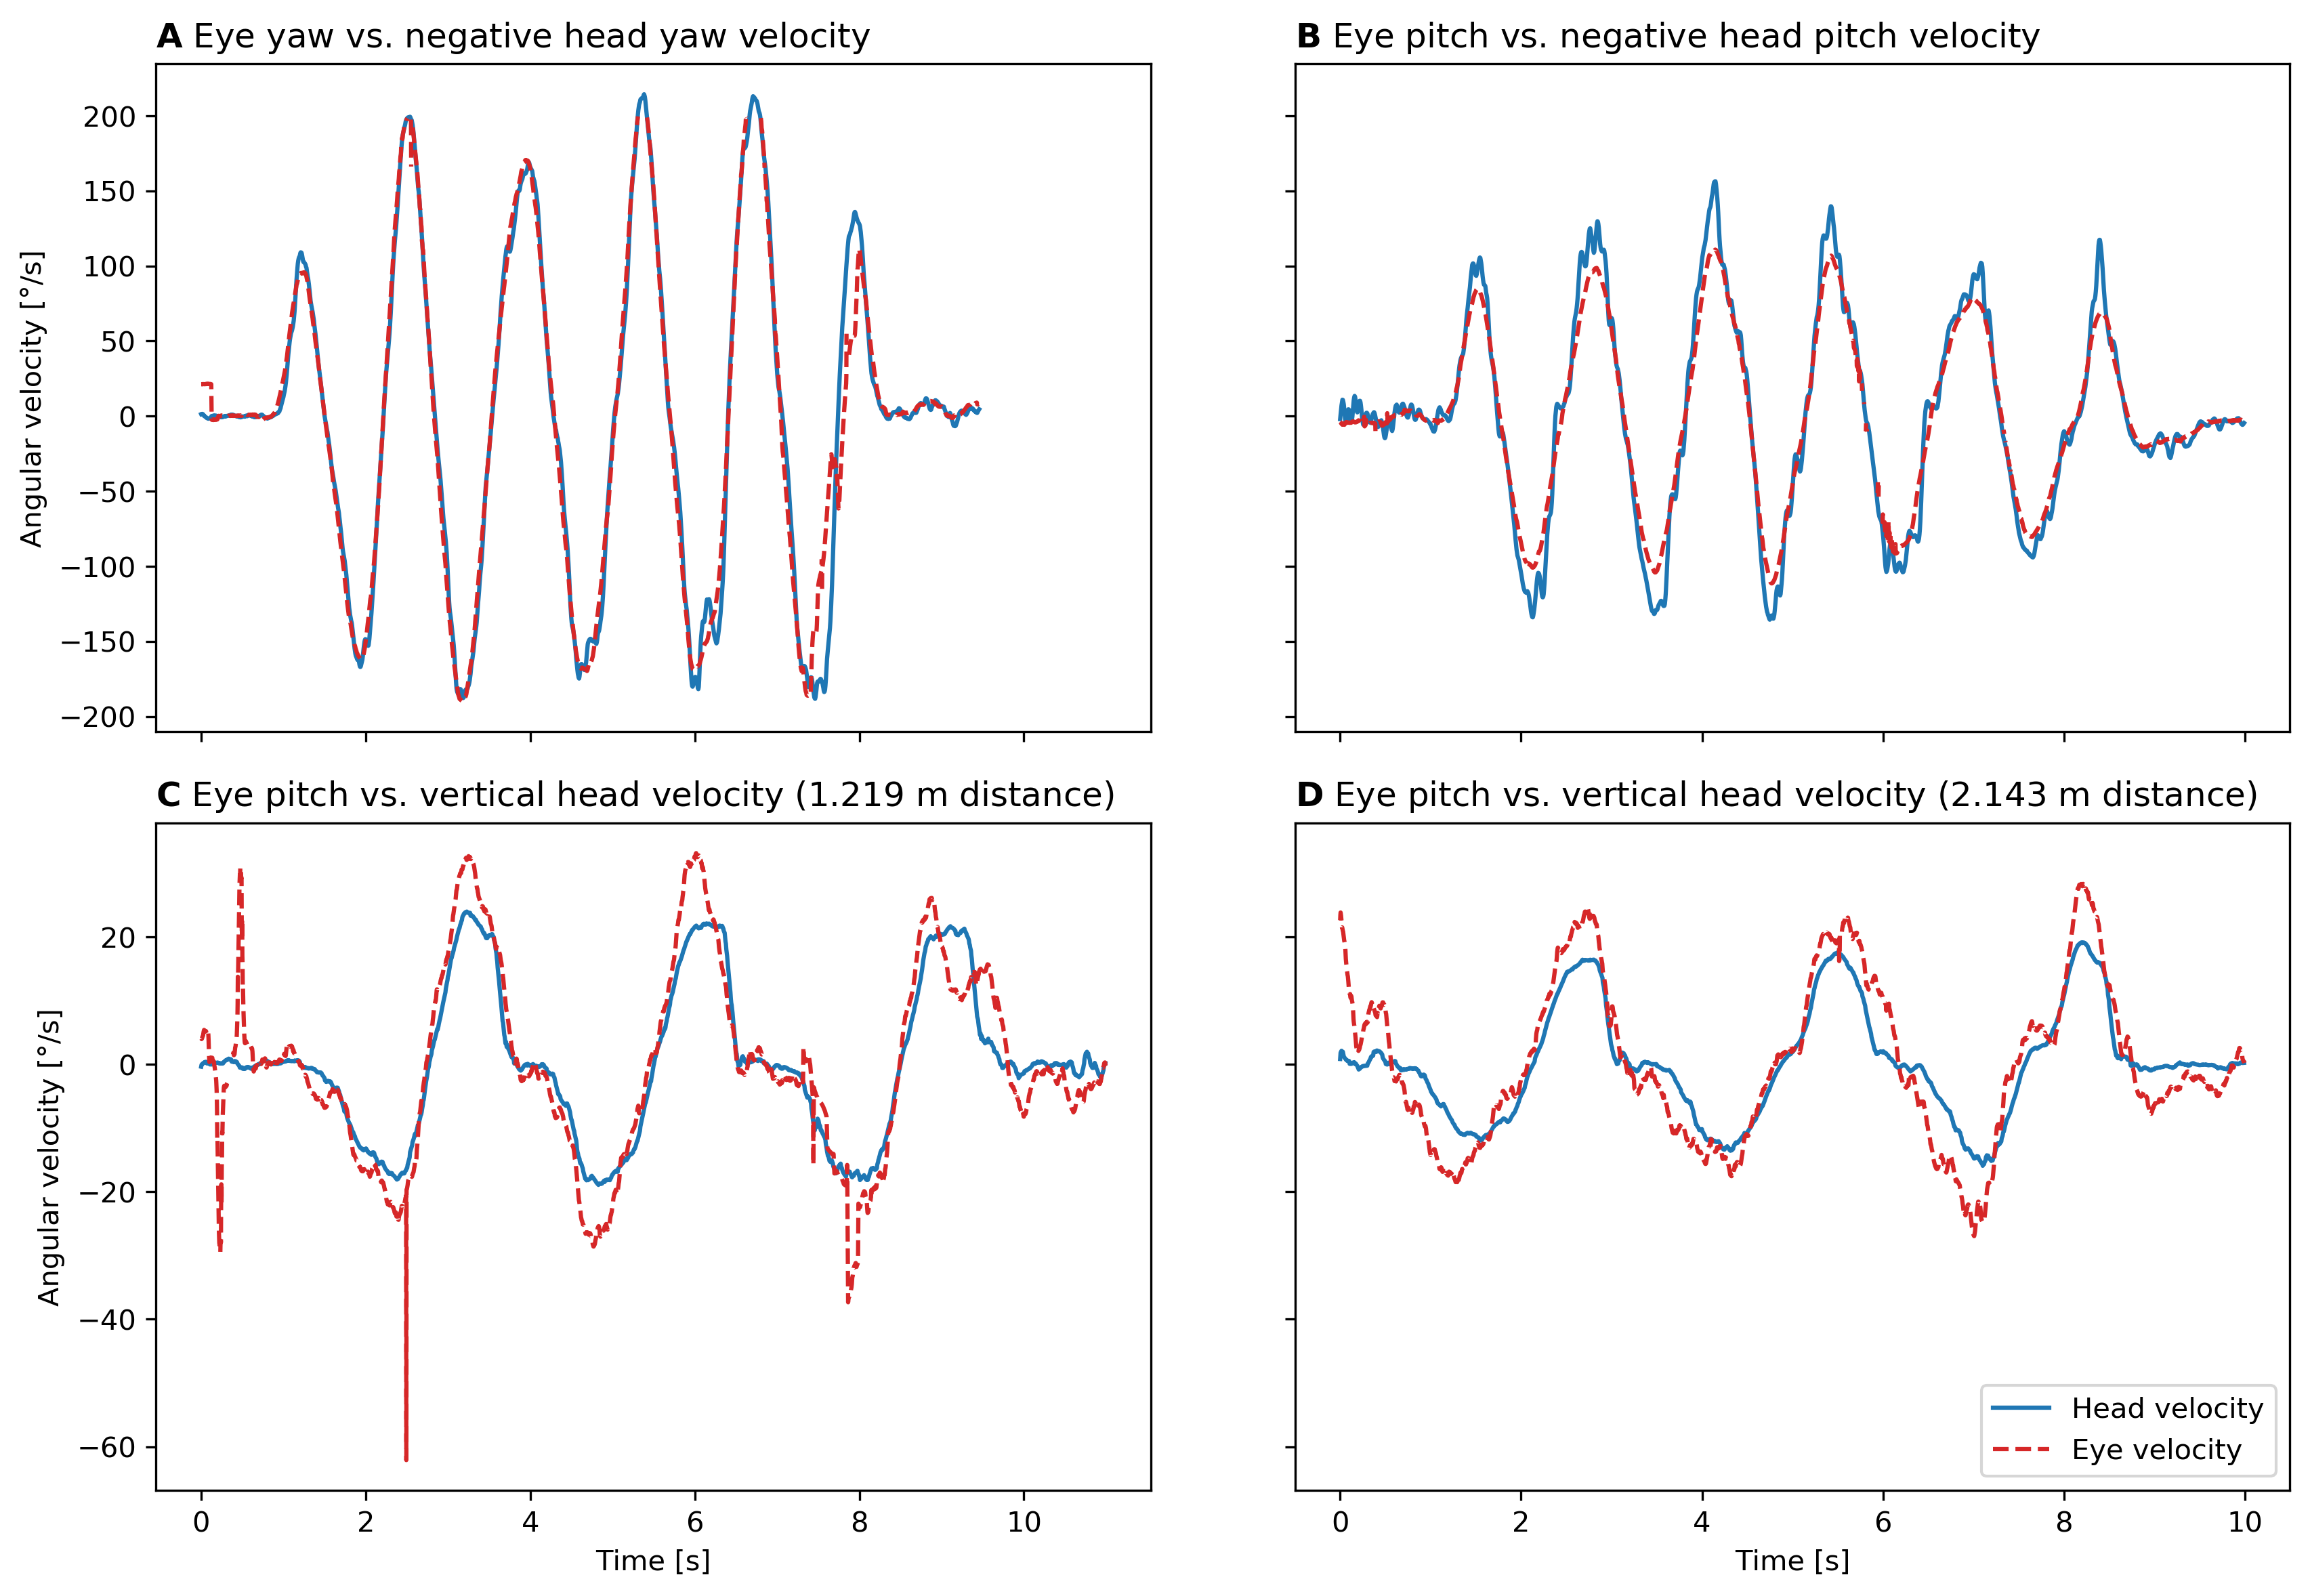 A Eye yaw vs. negative head yaw velocity
Angular velocity [°/s]
200
150
100
50
0
−50
−100
−150
−200
B Eye pitch vs. negative head pitch velocity
C Eye pitch vs. vertical head velocity (1.219 m distance)
Angular velocity [°/s]
20
0
−20
−40
−60
0 2 4 6 8 10
Time [s]
D Eye pitch vs. vertical head velocity (2.143 m distance)
Head velocity
Eye velocity
0 2 4 6 8 10
Time [s]